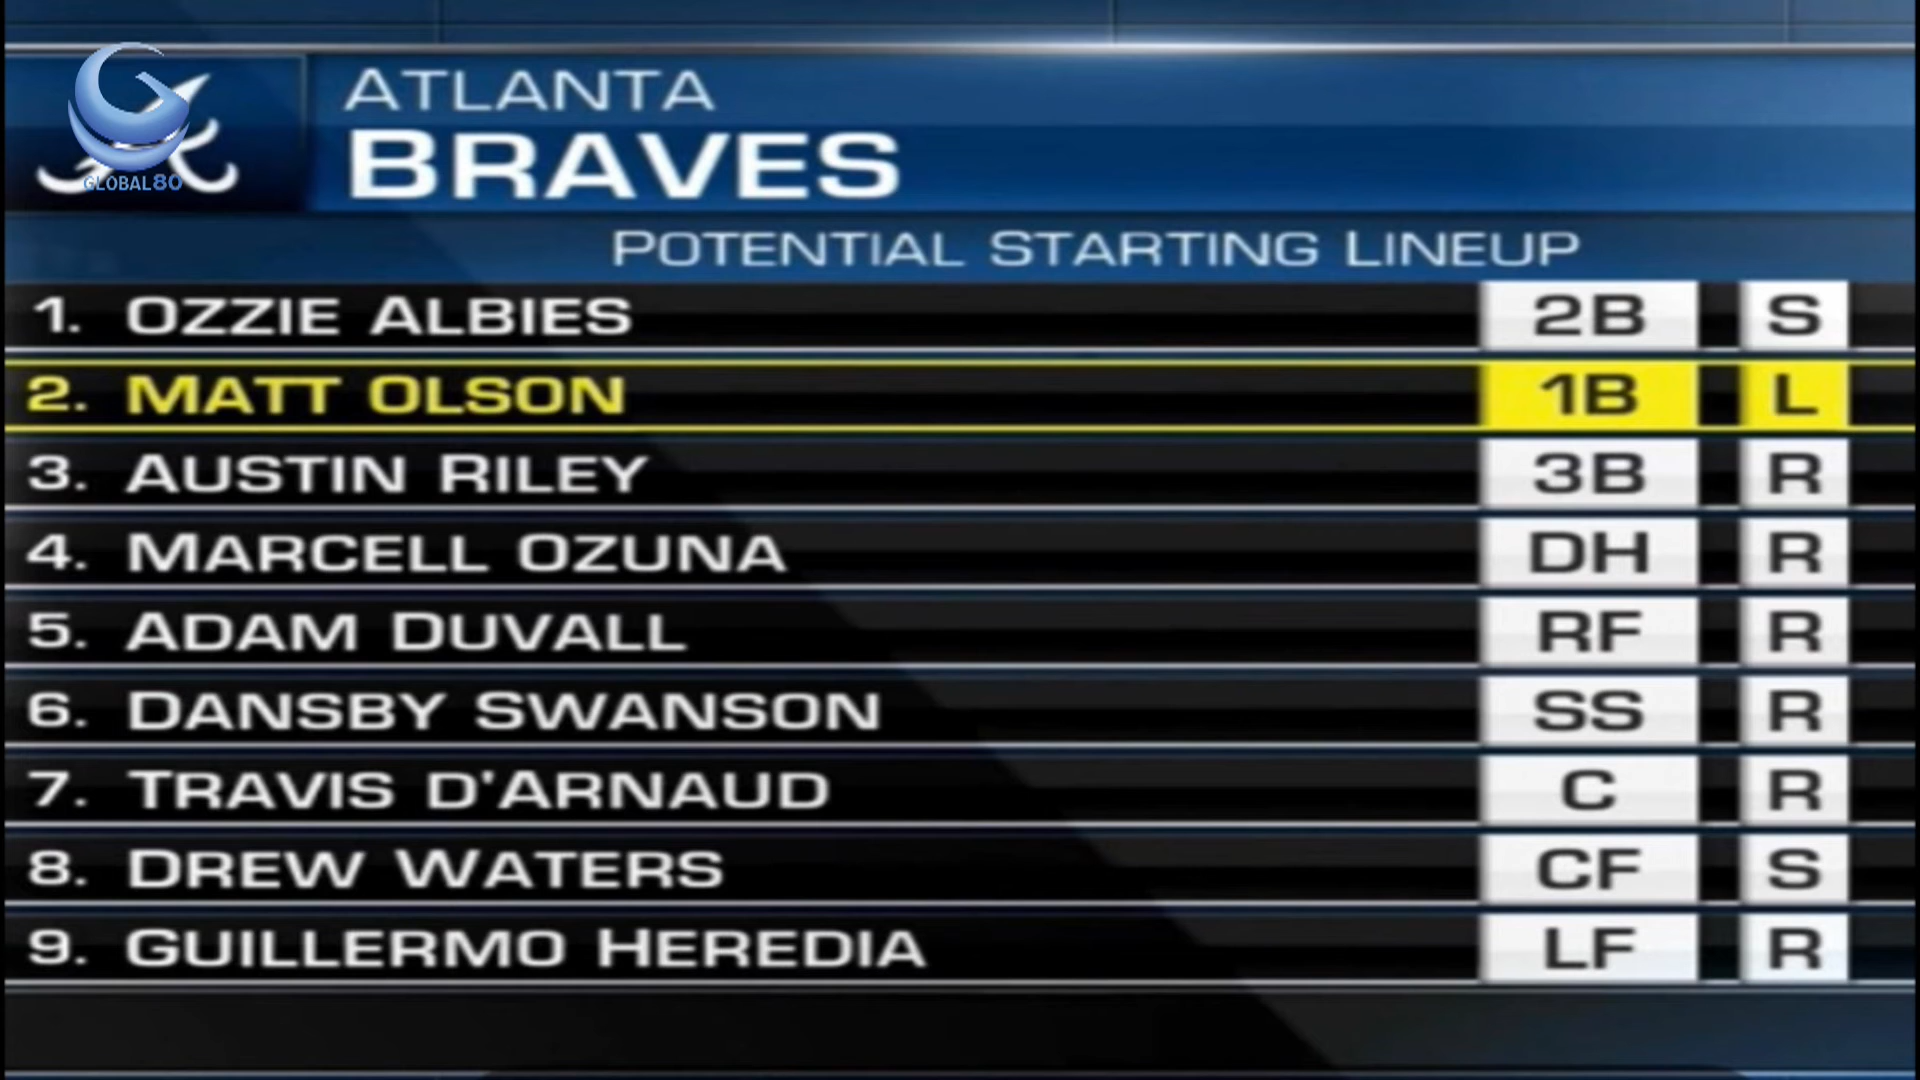 GLOBAL80
ATLANTA
BRAVES
POTENTIAL STARTING LINEUP
1. OZZIE ALBIES 2B S
2. MATT OLSON 1B L
3. AUSTIN RILEY 3B R
4. MARCELL OZUNA DH R
5. ADAM DUVALL RF R
6. DANSBY SWANSON SS R
7. TRAVIS D'ARNAUD C R
8. DREW WATERS CF S
9. GUILLERMO HEREDIA LF R